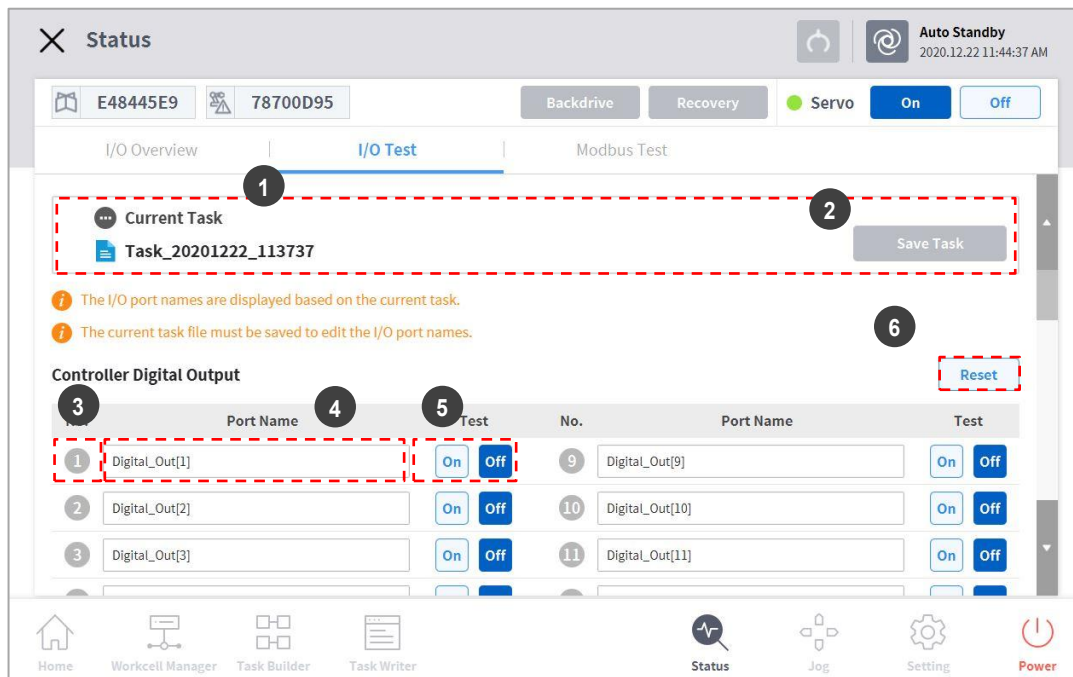 Status
Auto Standby
2020.12.22 11:44:37 AM
E48445E9 78700D95 Backdrive Recovery Servo On Off
I/O Overview I/O Test Modbus Test
1
2
Current Task
Task_20201222_113737
Save Task
The I/O port names are displayed based on the current task.
The current task file must be saved to edit the I/O port names.
6
Controller Digital Output Reset
3 4 5
Port Name Test No. Port Name Test
1 Digital_Out[1] On Off 9 Digital_Out[9] On Off
2 Digital_Out[2] On Off 10 Digital_Out[10] On Off
3 Digital_Out[3] On Off 11 Digital_Out[11] On Off
Home Workcell Manager Task Builder Task Writer Status Jog Setting Power